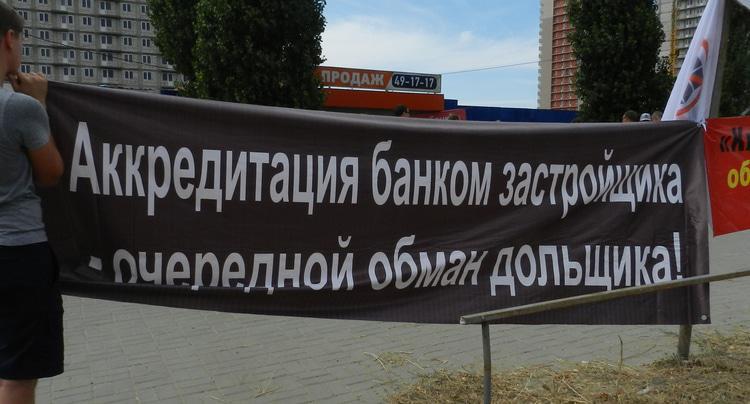 ПРОДАЖ 49-17-17
Аккредитация банком застройщика
- очередной обман дольщика!